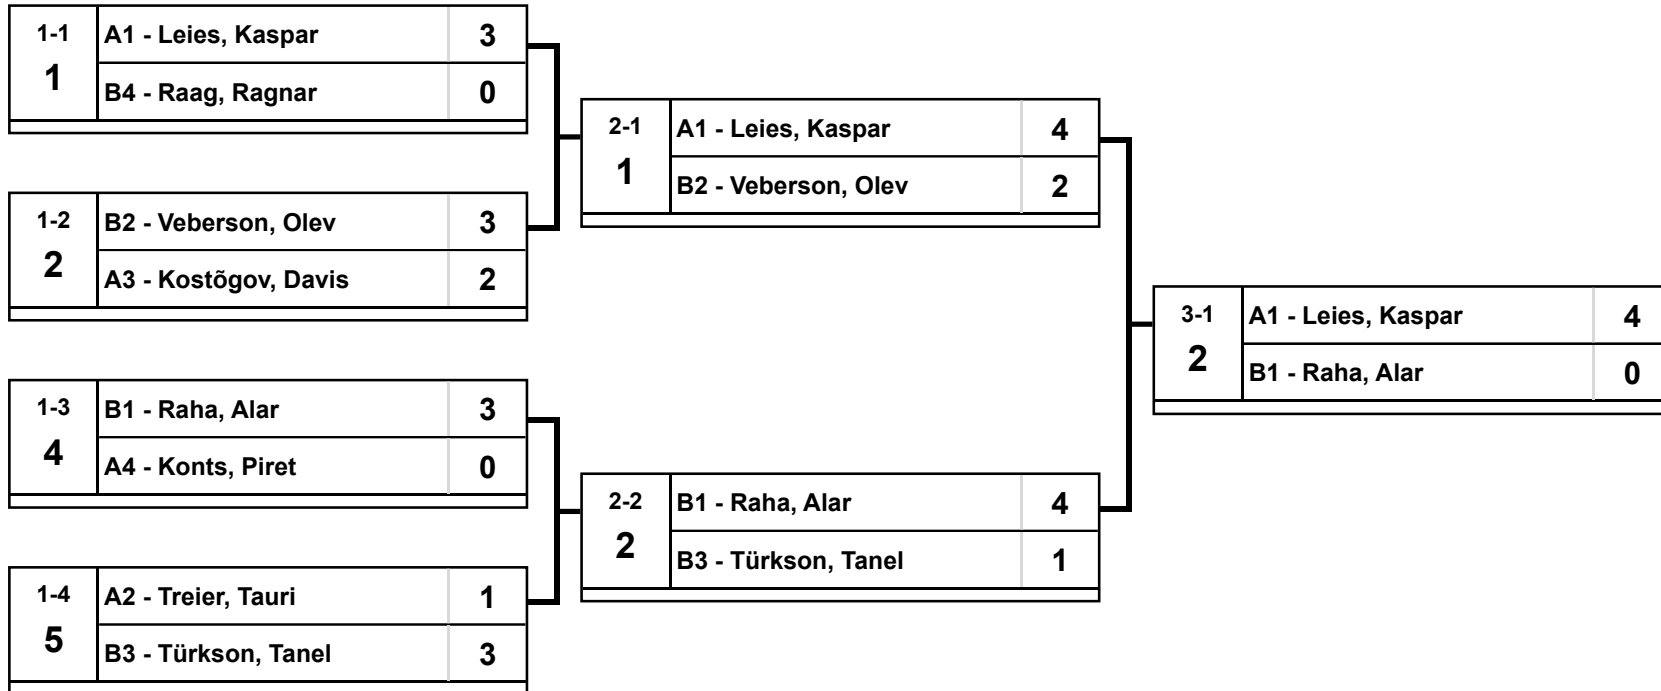 1-1
1
A1 - Leies, Kaspar 3
B4 - Raag, Ragnar 0
1-2
2
B2 - Veberson, Olev 3
A3 - Kostõgov, Davis 2
1-3
4
B1 - Raha, Alar 3
A4 - Konts, Piret 0
1-4
5
A2 - Treier, Tauri 1
B3 - Türkson, Tanel 3
2-1
1
A1 - Leies, Kaspar 4
B2 - Veberson, Olev 2
2-2
2
B1 - Raha, Alar 4
B3 - Türkson, Tanel 1
3-1
2
A1 - Leies, Kaspar 4
B1 - Raha, Alar 0